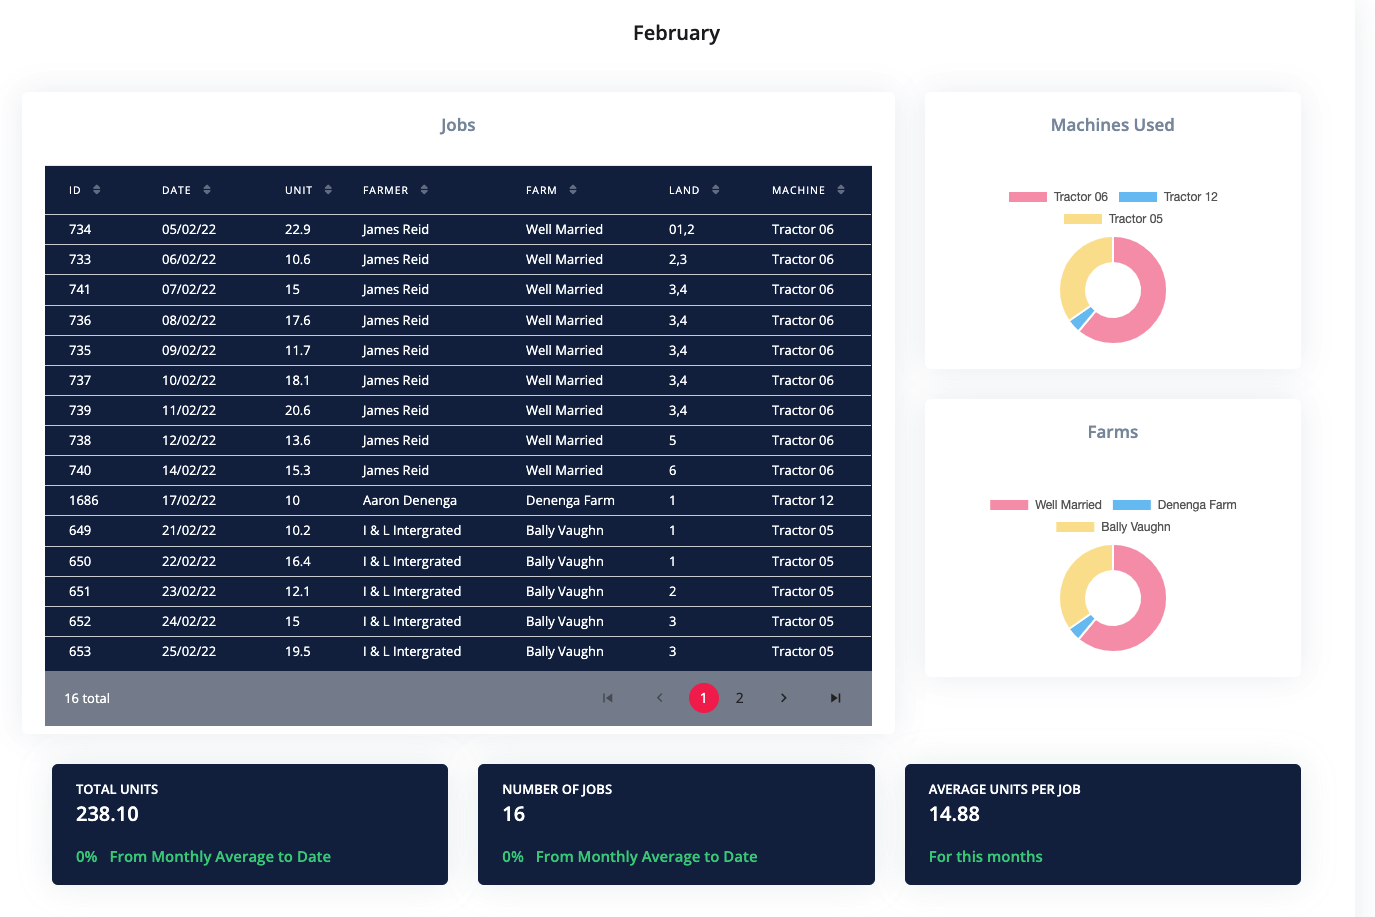 February
Jobs
ID DATE UNIT FARMER FARM LAND MACHINE
734 05/02/22 22.9 James Reid Well Married 01,2 Tractor 06
733 06/02/22 10.6 James Reid Well Married 2,3 Tractor 06
741 07/02/22 15 James Reid Well Married 3,4 Tractor 06
736 08/02/22 17.6 James Reid Well Married 3,4 Tractor 06
735 09/02/22 11.7 James Reid Well Married 3,4 Tractor 06
737 10/02/22 18.1 James Reid Well Married 3,4 Tractor 06
739 11/02/22 20.6 James Reid Well Married 3,4 Tractor 06
738 12/02/22 13.6 James Reid Well Married 5 Tractor 06
740 14/02/22 15.3 James Reid Well Married 6 Tractor 06
1686 17/02/22 10 Aaron Denenga Denenga Farm 1 Tractor 12
649 21/02/22 10.2 I & L Intergrated Bally Vaughn 1 Tractor 05
650 22/02/22 16.4 I & L Intergrated Bally Vaughn 1 Tractor 05
651 23/02/22 12.1 I & L Intergrated Bally Vaughn 2 Tractor 05
652 24/02/22 15 I & L Intergrated Bally Vaughn 3 Tractor 05
653 25/02/22 19.5 I & L Intergrated Bally Vaughn 3 Tractor 05
16 total 1 2
Machines Used
Tractor 06 Tractor 12
Tractor 05
Farms
Well Married Denenga Farm
Bally Vaughn
TOTAL UNITS
238.10
0% From Monthly Average to Date
NUMBER OF JOBS
16
0% From Monthly Average to Date
AVERAGE UNITS PER JOB
14.88
For this months